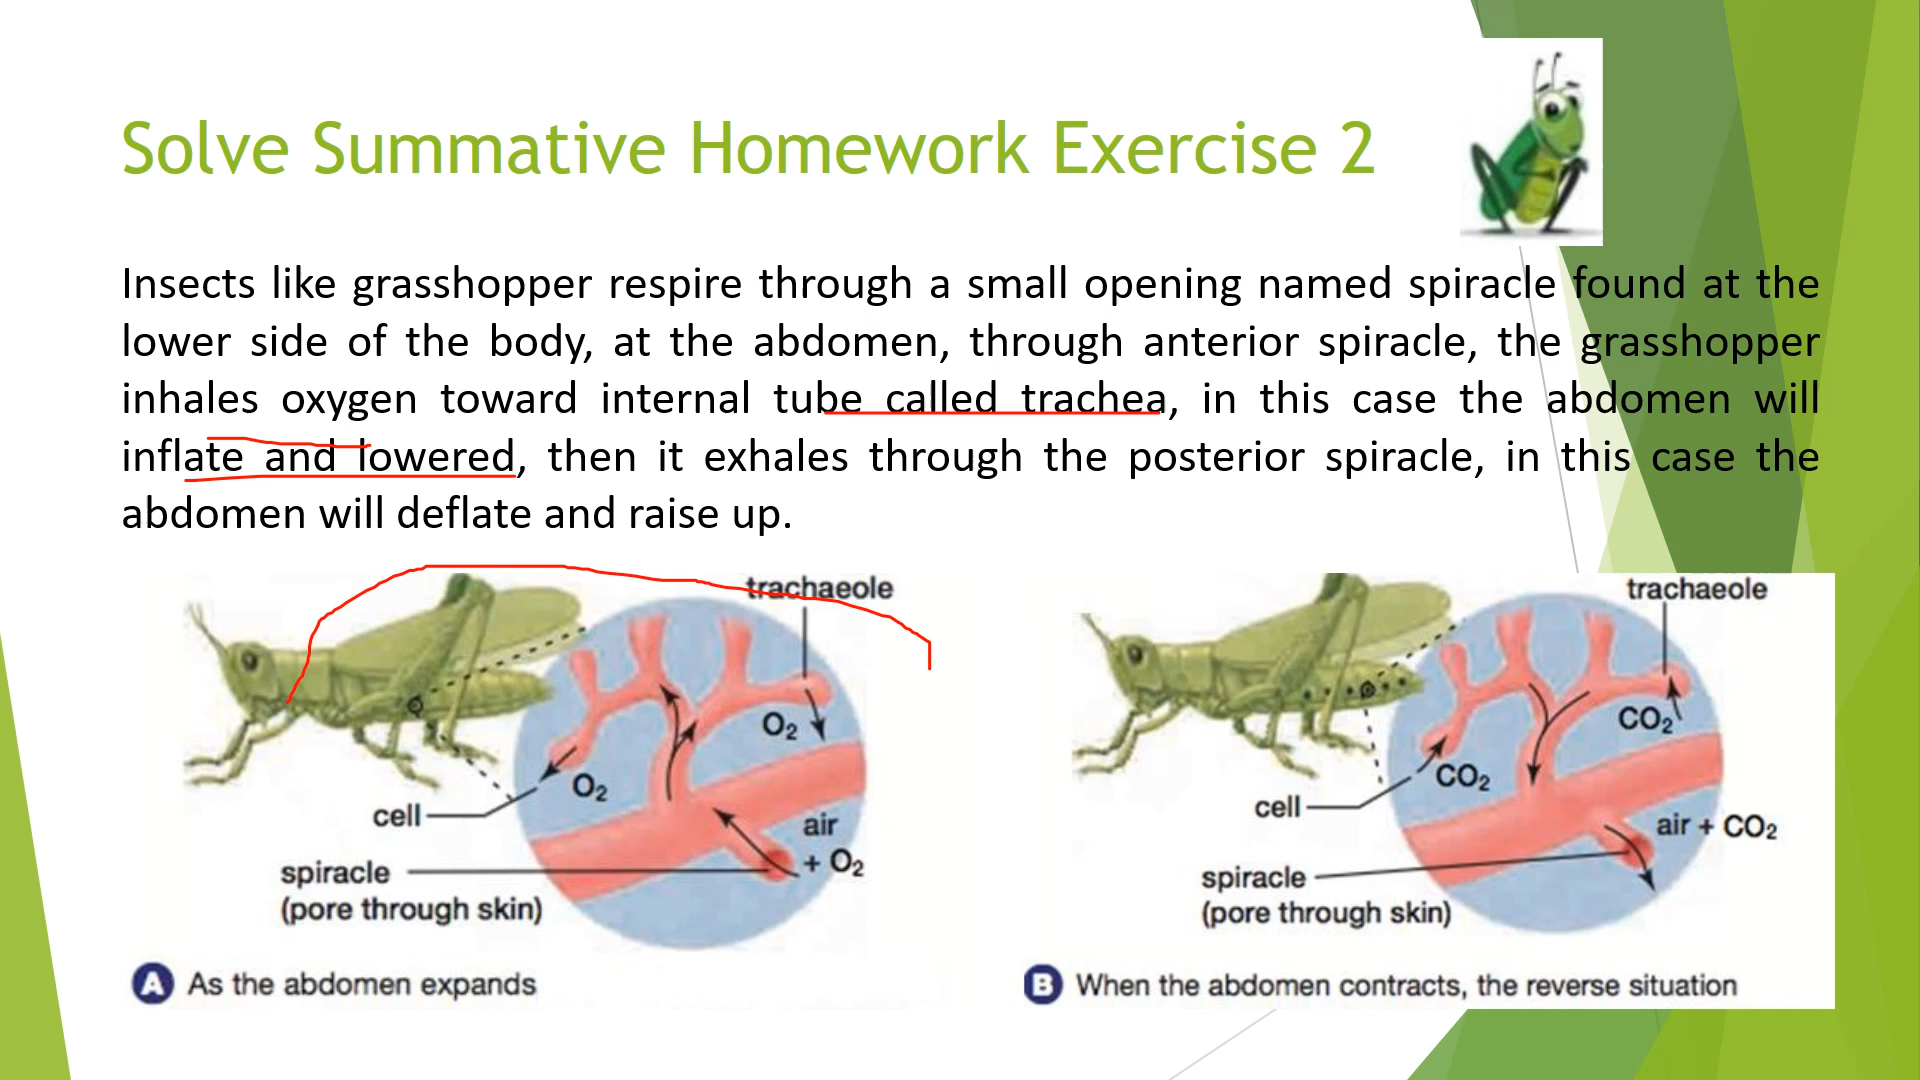 Solve Summative Homework Exercise 2
Insects like grasshopper respire through a small opening named spiracle found at the
lower side of the body, at the abdomen, through anterior spiracle, the grasshopper
inhales oxygen toward internal tube called trachea, in this case the abdomen will
inflate and lowered, then it exhales through the posterior spiracle, in this case the
abdomen will deflate and raise up.
trachaeole
O₂
O₂
cell
air
+ O₂
spiracle
(pore through skin)
A As the abdomen expands
trachaeole
CO₂
CO₂
cell
air + CO₂
spiracle
(pore through skin)
B When the abdomen contracts, the reverse situation